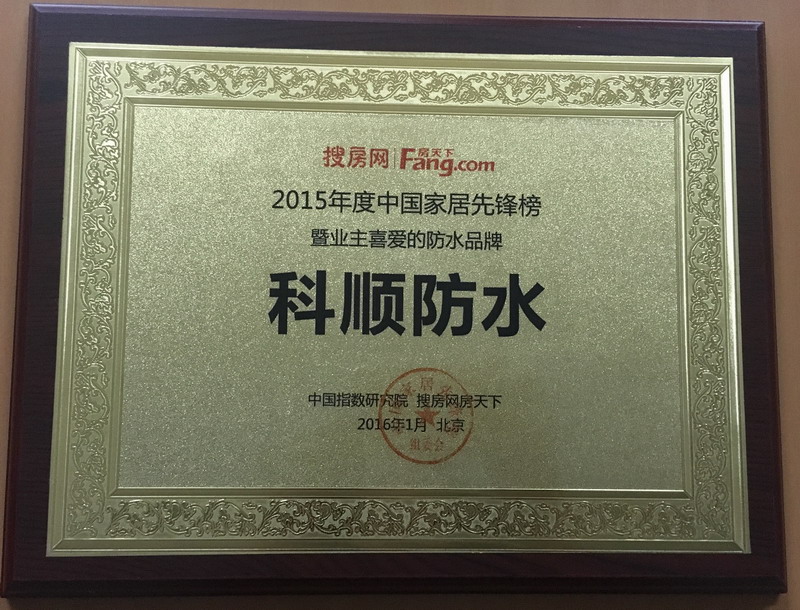 搜房网 | 房天下 Fang.com
2015年度中国家居先锋榜
暨业主喜爱的防水品牌
科顺防水
中国指数研究院 搜房网房天下
2016年1月 北京
组委会